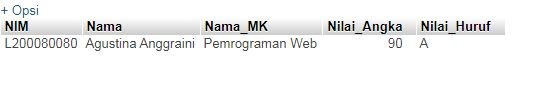 + Opsi
NIM Nama Nama_MK Nilai_Angka Nilai_Huruf
L200080080 Agustina Anggraini Pemrograman Web 90 A